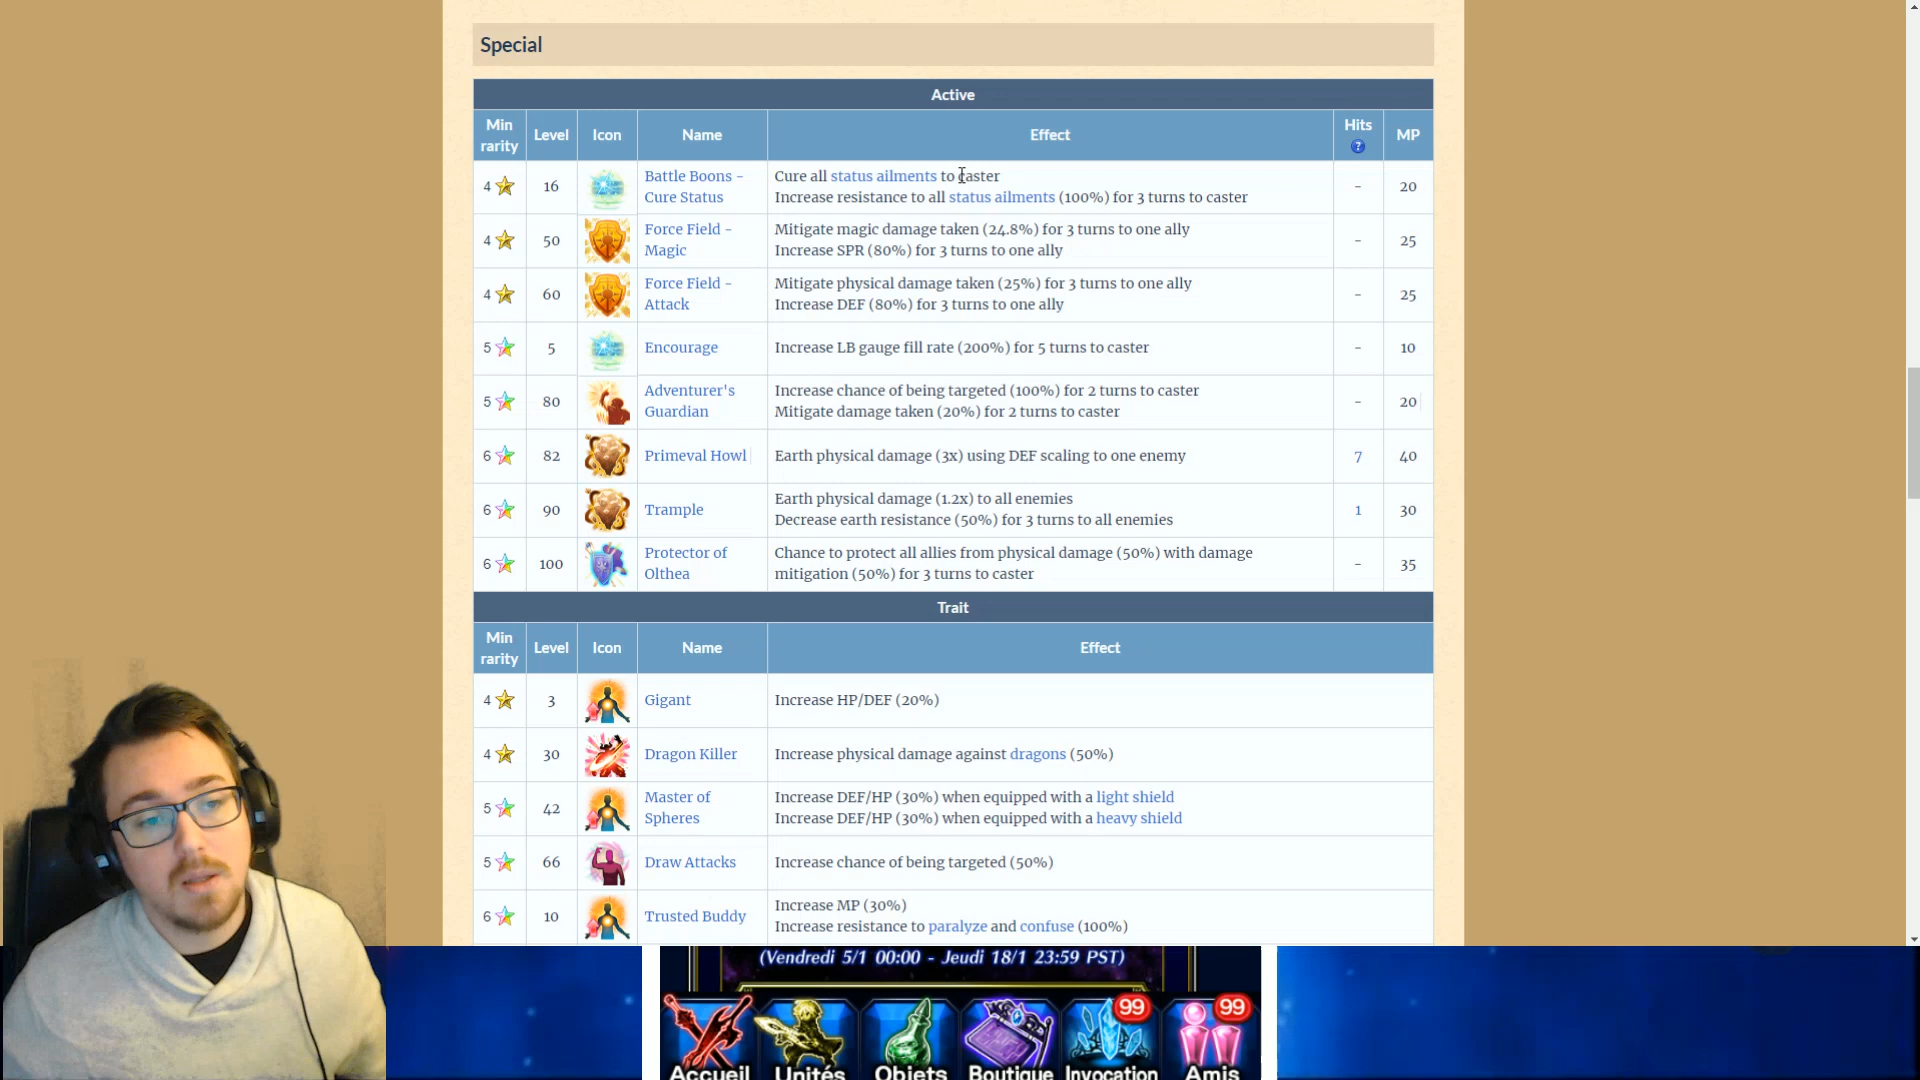 Special
Active
Min rarity Level Icon Name Effect Hits ? MP
4 16 Battle Boons - Cure Status Cure all status ailments to caster - 20
Increase resistance to all status ailments (100%) for 3 turns to caster
4 50 Force Field - Magic Mitigate magic damage taken (24.8%) for 3 turns to one ally - 25
Increase SPR (80%) for 3 turns to one ally
4 60 Force Field - Attack Mitigate physical damage taken (25%) for 3 turns to one ally - 25
Increase DEF (80%) for 3 turns to one ally
5 5 Encourage Increase LB gauge fill rate (200%) for 5 turns to caster - 10
5 80 Adventurer's Guardian Increase chance of being targeted (100%) for 2 turns to caster - 20
Mitigate damage taken (20%) for 2 turns to caster
6 82 Primeval Howl Earth physical damage (3x) using DEF scaling to one enemy 7 40
6 90 Trample Earth physical damage (1.2x) to all enemies 1 30
Decrease earth resistance (50%) for 3 turns to all enemies
6 100 Protector of Olthea Chance to protect all allies from physical damage (50%) with damage - 35
mitigation (50%) for 3 turns to caster
Trait
Min rarity Level Icon Name Effect
4 3 Gigant Increase HP/DEF (20%)
4 30 Dragon Killer Increase physical damage against dragons (50%)
5 42 Master of Spheres Increase DEF/HP (30%) when equipped with a light shield
Increase DEF/HP (30%) when equipped with a heavy shield
5 66 Draw Attacks Increase chance of being targeted (50%)
6 10 Trusted Buddy Increase MP (30%)
Increase resistance to paralyze and confuse (100%)
(Vendredi 5/1 00:00 - Jeudi 18/1 23:59 PST)
99 99
Accueil Unités Objets Boutique Invocation Amis